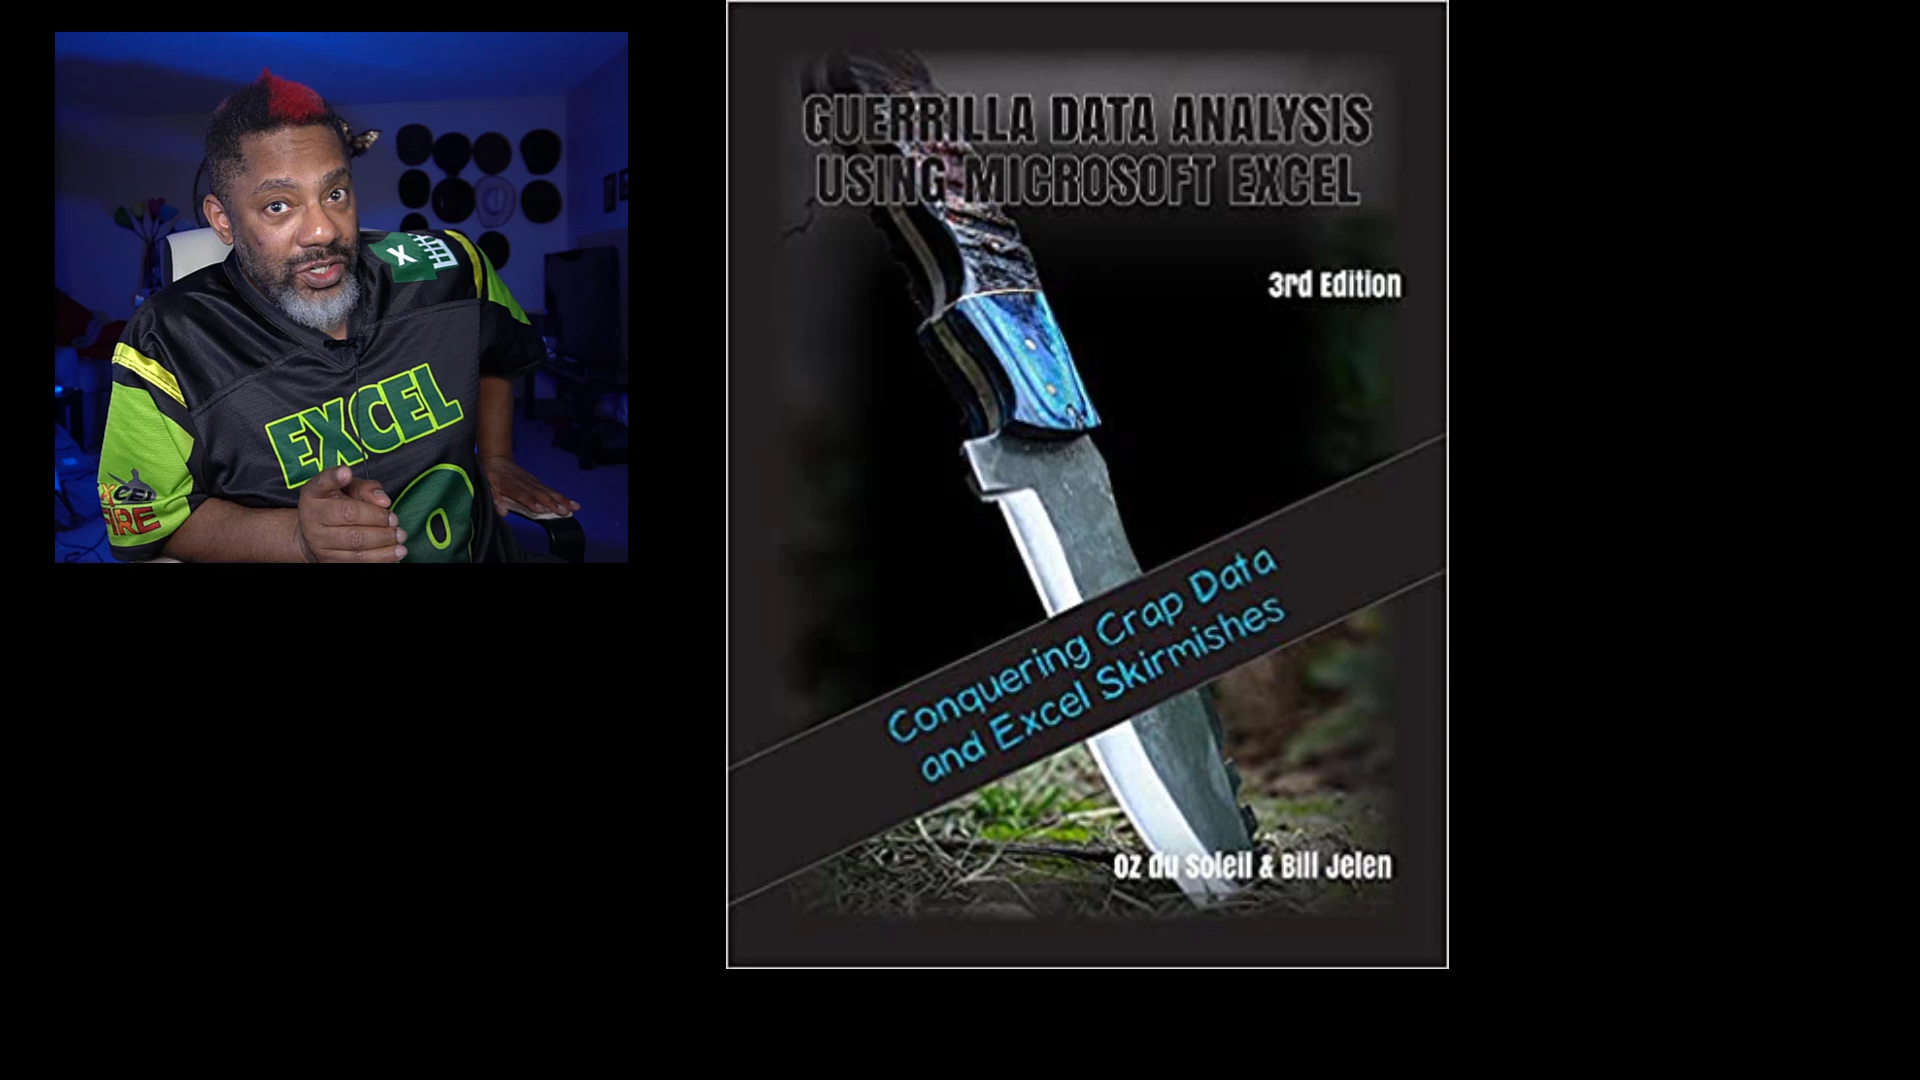 X
EXCEL
EXCEL
FIRE
GUERRILLA DATA ANALYSIS
USING MICROSOFT EXCEL
3rd Edition
Conquering Crap Data
and Excel Skirmishes
Oz du Soleil & Bill Jelen